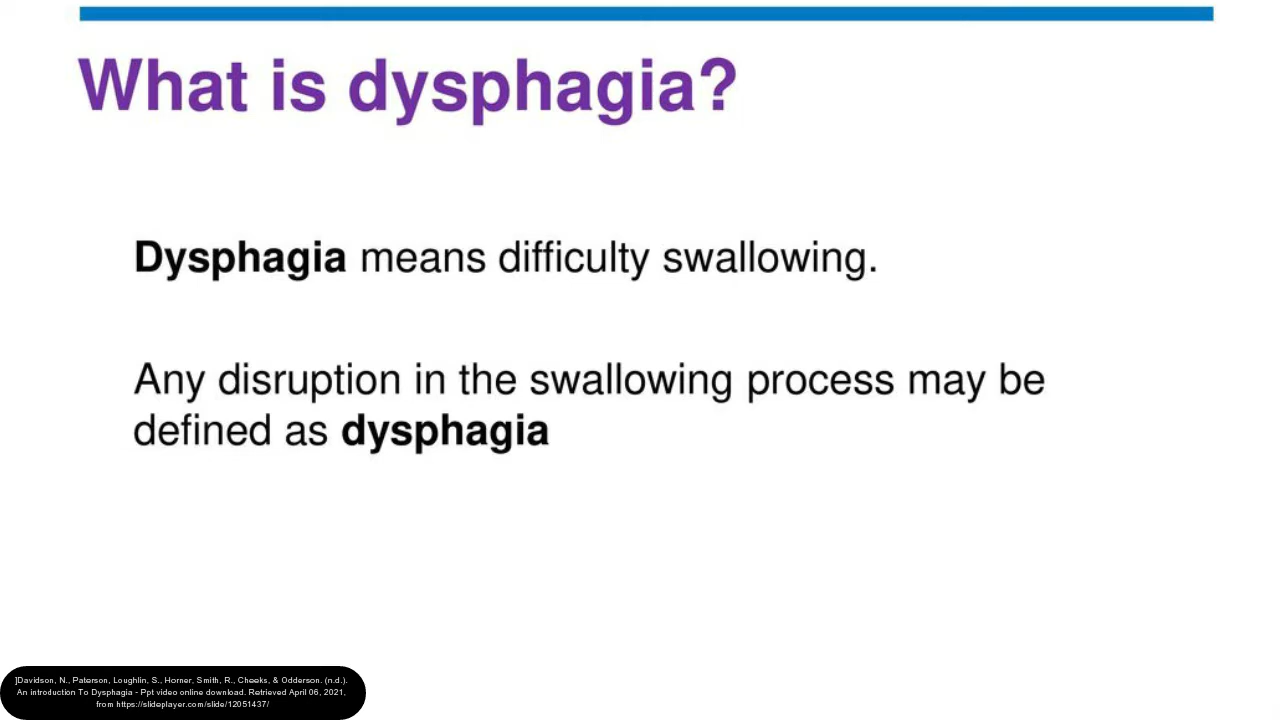 What is dysphagia?
Dysphagia means difficulty swallowing.
Any disruption in the swallowing process may be
defined as dysphagia
]Davidson, N., Paterson, Loughlin, S., Horner, Smith, R., Cheeks, & Odderson. (n.d.).
An introduction To Dysphagia - Ppt video online download. Retrieved April 06, 2021,
from https://slideplayer.com/slide/12051437/